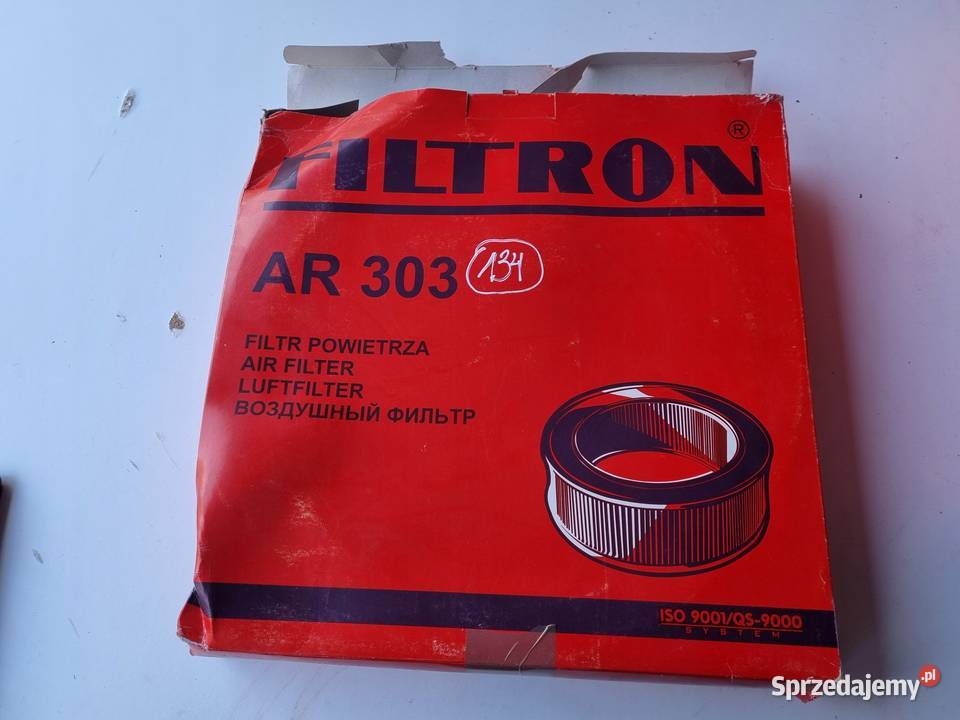 FILTRON®
AR 303 134
FILTR POWIETRZA
AIR FILTER
LUFTFILTER
ВОЗДУШНЫЙ ФИЛЬТР
ISO 9001/QS-9000
SYSTEM
Sprzedajemy.pl